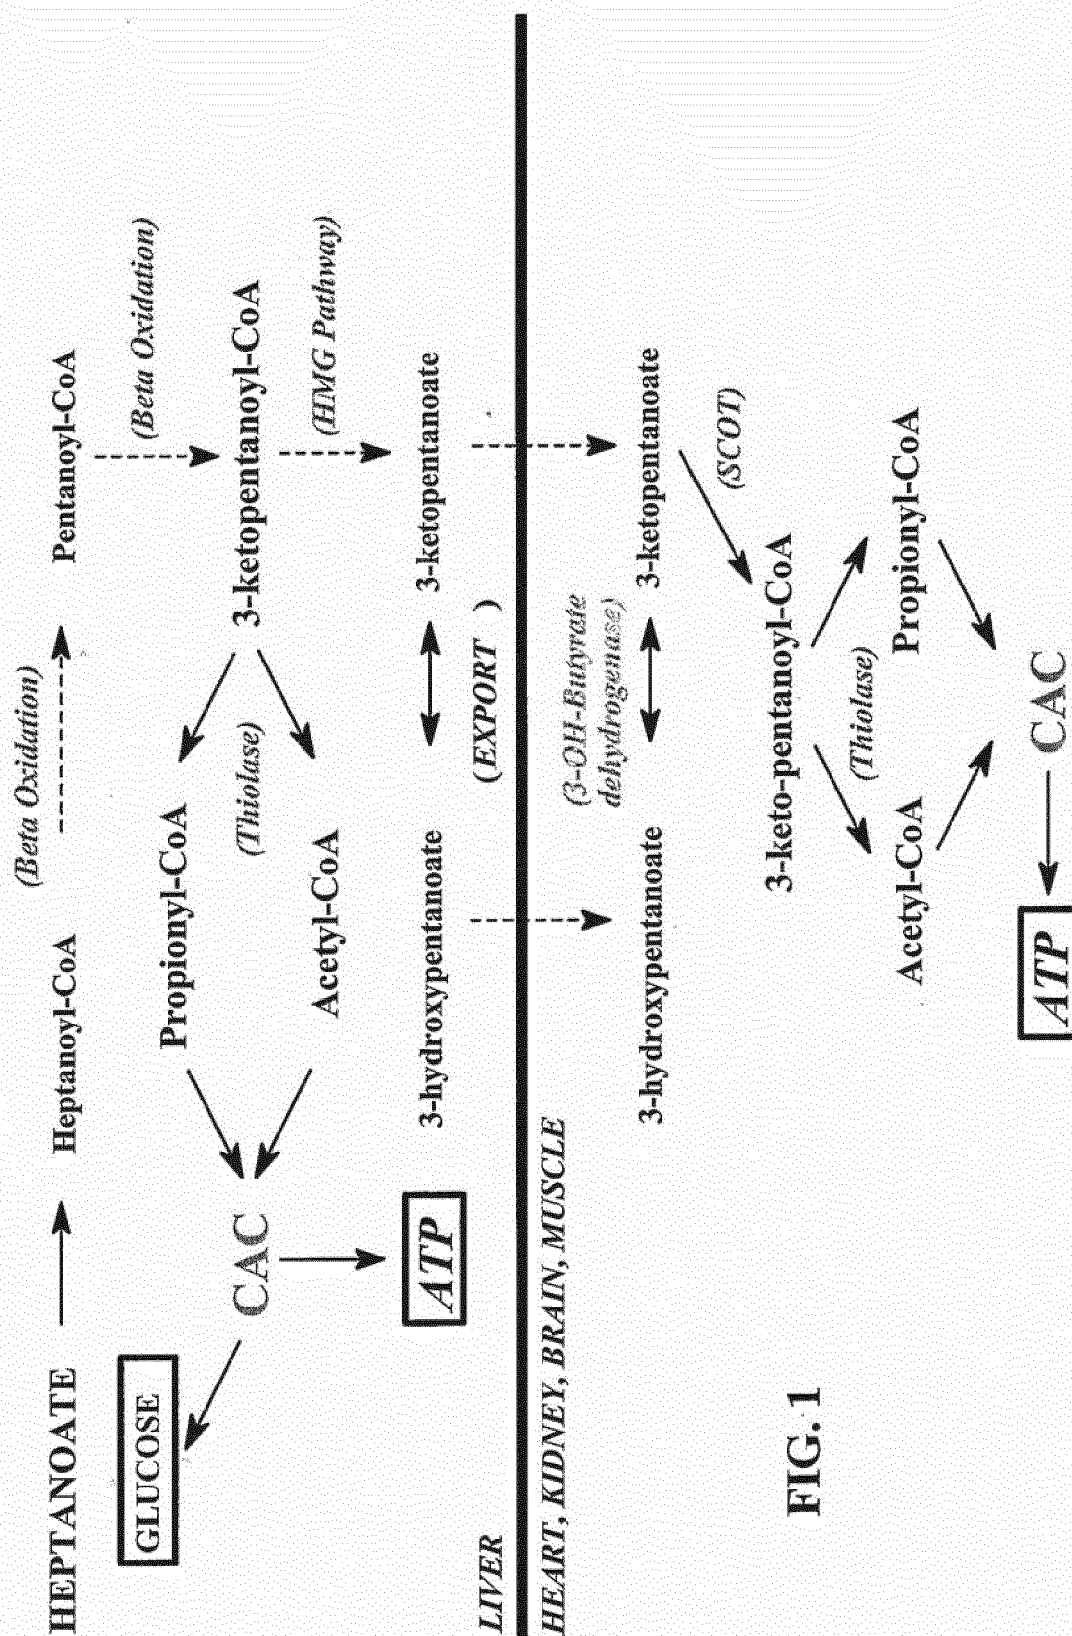 (Beta Oxidation)
HEPTANOATE
Heptanoyl-CoA
Pentanoyl-CoA
(Beta Oxidation)
GLUCOSE
Propionyl-CoA
(Thiolase)
3-ketopentanoyl-CoA
CAC
Acetyl-CoA
(HMG Pathway)
ATP
3-hydroxypentanoate
3-ketopentanoate
(EXPORT )
LIVER
HEART, KIDNEY, BRAIN, MUSCLE
(3-OH-Butyrate
dehydrogenase)
3-hydroxypentanoate
3-ketopentanoate
(SCOT)
3-keto-pentanoyl-CoA
(Thiolase)
Acetyl-CoA
Propionyl-CoA
ATP
CAC
FIG. 1